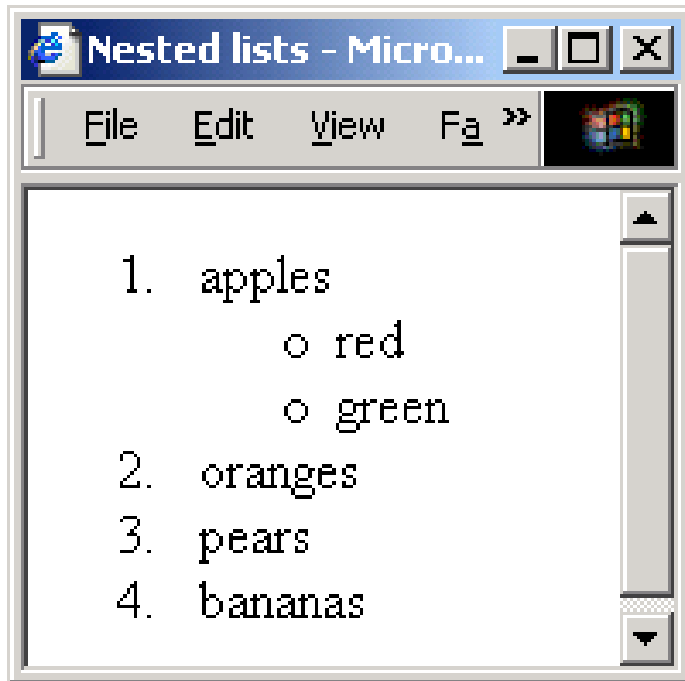 Nested lists - Micro...
File Edit View Fa »
1. apples
o red
o green
2. oranges
3. pears
4. bananas